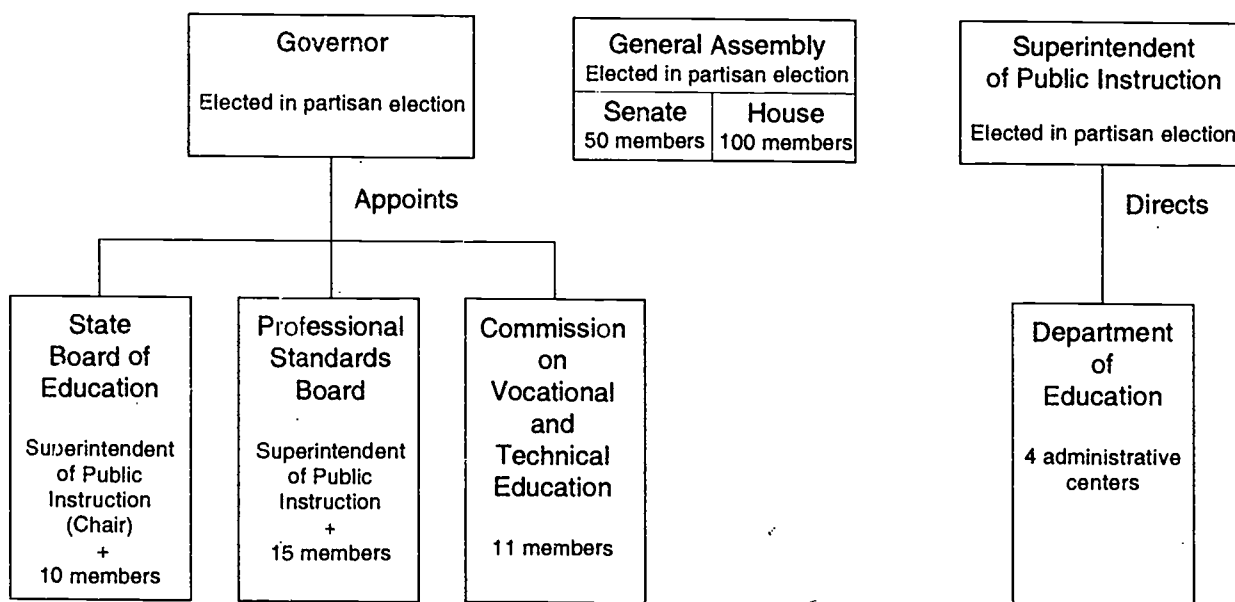 Governor
Elected in partisan election
General Assembly
Elected in partisan election
Senate
50 members
House
100 members
Superintendent
of Public Instruction
Elected in partisan election
Appoints
Directs
State
Board of
Education
Superintendent
of Public
Instruction
(Chair)
+
10 members
Professional
Standards
Board
Superintendent
of Public
Instruction
+
15 members
Commission
on
Vocational
and
Technical
Education
11 members
Department
of
Education
4 administrative
centers